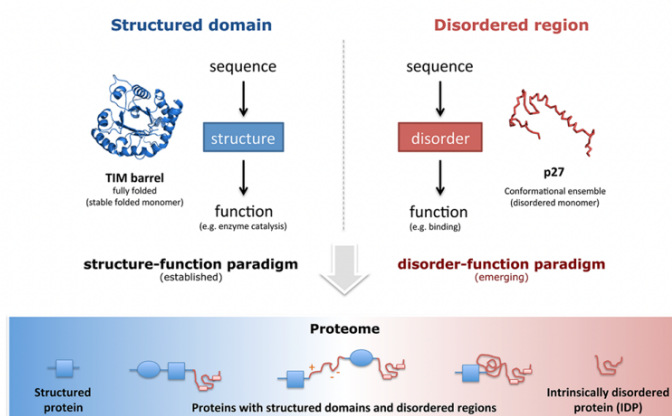 Structured domain
Disordered region
sequence
structure
function
(e.g. enzyme catalysis)
TIM barrel
fully folded
(stable folded monomer)
sequence
disorder
function
(e.g. binding)
p27
Conformational ensemble
(disordered monomer)
structure-function paradigm
(established)
disorder-function paradigm
(emerging)
Proteome
+
+
- -
Structured
protein
Proteins with structured domains and disordered regions
Intrinsically disordered
protein (IDP)